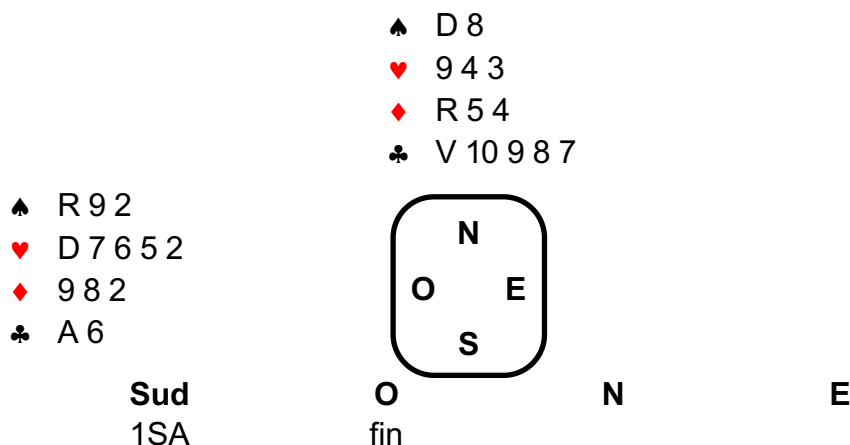 ♠ D 8
♥ 9 4 3
♦ R 5 4
♣ V 10 9 8 7
♠ R 9 2
♥ D 7 6 5 2
♦ 9 8 2
♣ A 6
N
O E
S
Sud O N E
1SA fin